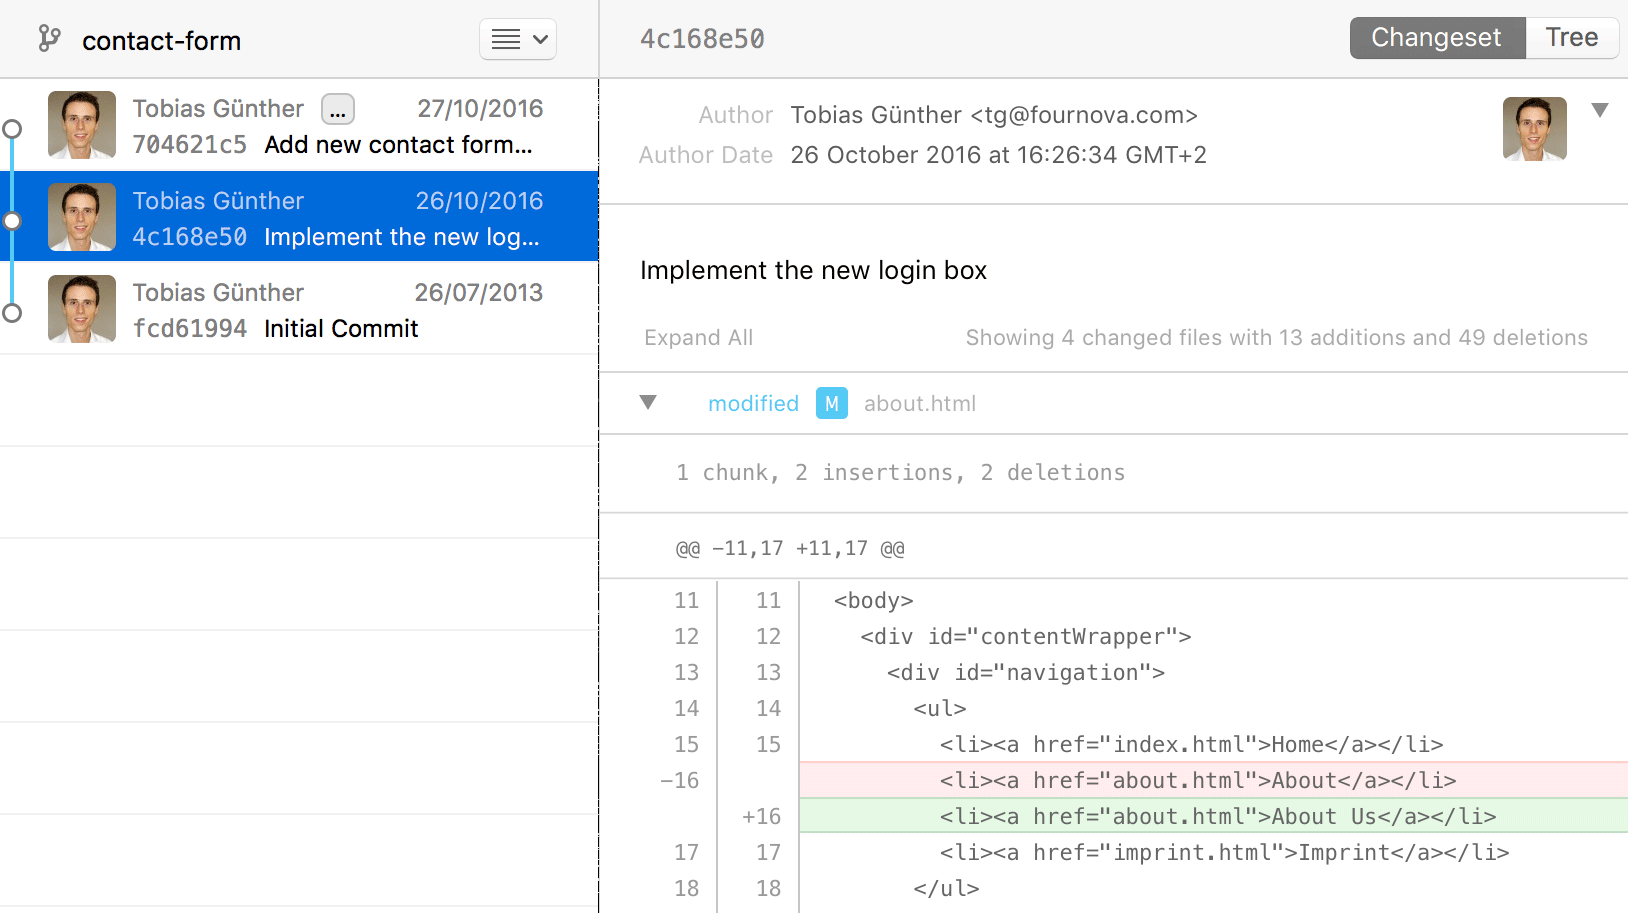 contact-form
Tobias Günther ... 27/10/2016
704621c5 Add new contact form...
Tobias Günther 26/10/2016
4c168e50 Implement the new log...
Tobias Günther 26/07/2013
fcd61994 Initial Commit
4c168e50 Changeset Tree
Author Tobias Günther <tg@fournova.com>
Author Date 26 October 2016 at 16:26:34 GMT+2
Implement the new login box
Expand All Showing 4 changed files with 13 additions and 49 deletions
modified M about.html
1 chunk, 2 insertions, 2 deletions
@@ −11,17 +11,17 @@
11 11 <body>
12 12 <div id="contentWrapper">
13 13 <div id="navigation">
14 14 <ul>
15 15 <li><a href="index.html">Home</a></li>
−16 <li><a href="about.html">About</a></li>
+16 <li><a href="about.html">About Us</a></li>
17 17 <li><a href="imprint.html">Imprint</a></li>
18 18 </ul>